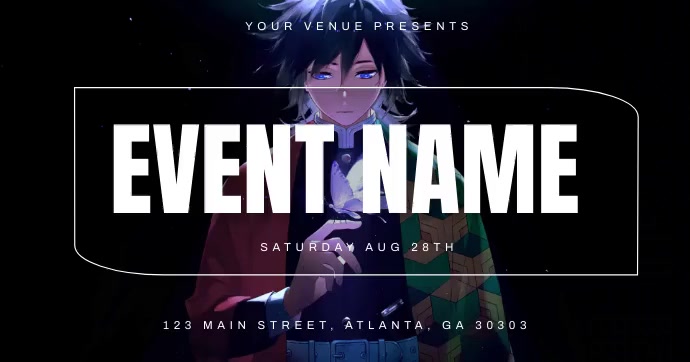 YOUR VENUE PRESENTS
EVENT NAME
SATURDAY AUG 28TH
123 MAIN STREET, ATLANTA, GA 30303